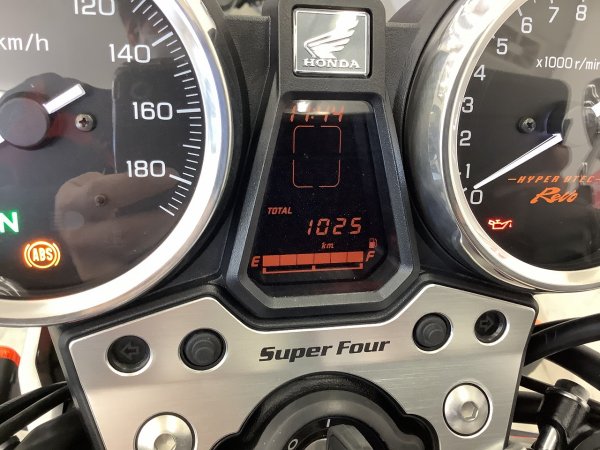 120
km/h
140
160
180
N
ABS
HONDA
11:44
TOTAL
1025
km
E F
8
7
6
5
4
3
2
1
0
x1000 r/min
HYPER VTEC
Revo
Super Four